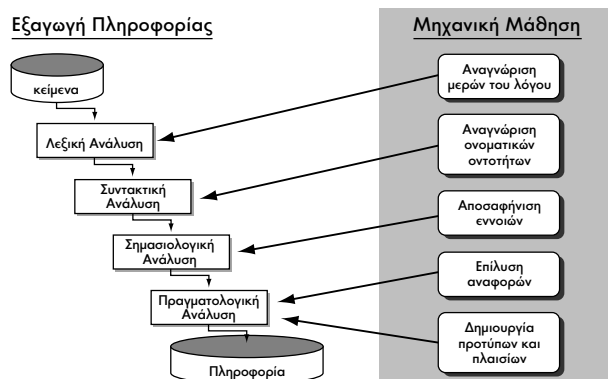 Εξαγωγή Πληροφορίας
κείμενα
Λεξική Ανάλυση
Συντακτική
Ανάλυση
Σημασιολογική
Ανάλυση
Πραγματολογική
Ανάλυση
Πληροφορία
Μηχανική Μάθηση
Αναγνώριση
μερών του λόγου
Αναγνώριση
ονοματικών
οντοτήτων
Αποσαφήνιση
εννοιών
Επίλυση
αναφορών
Δημιουργία
προτύπων και
πλαισίων